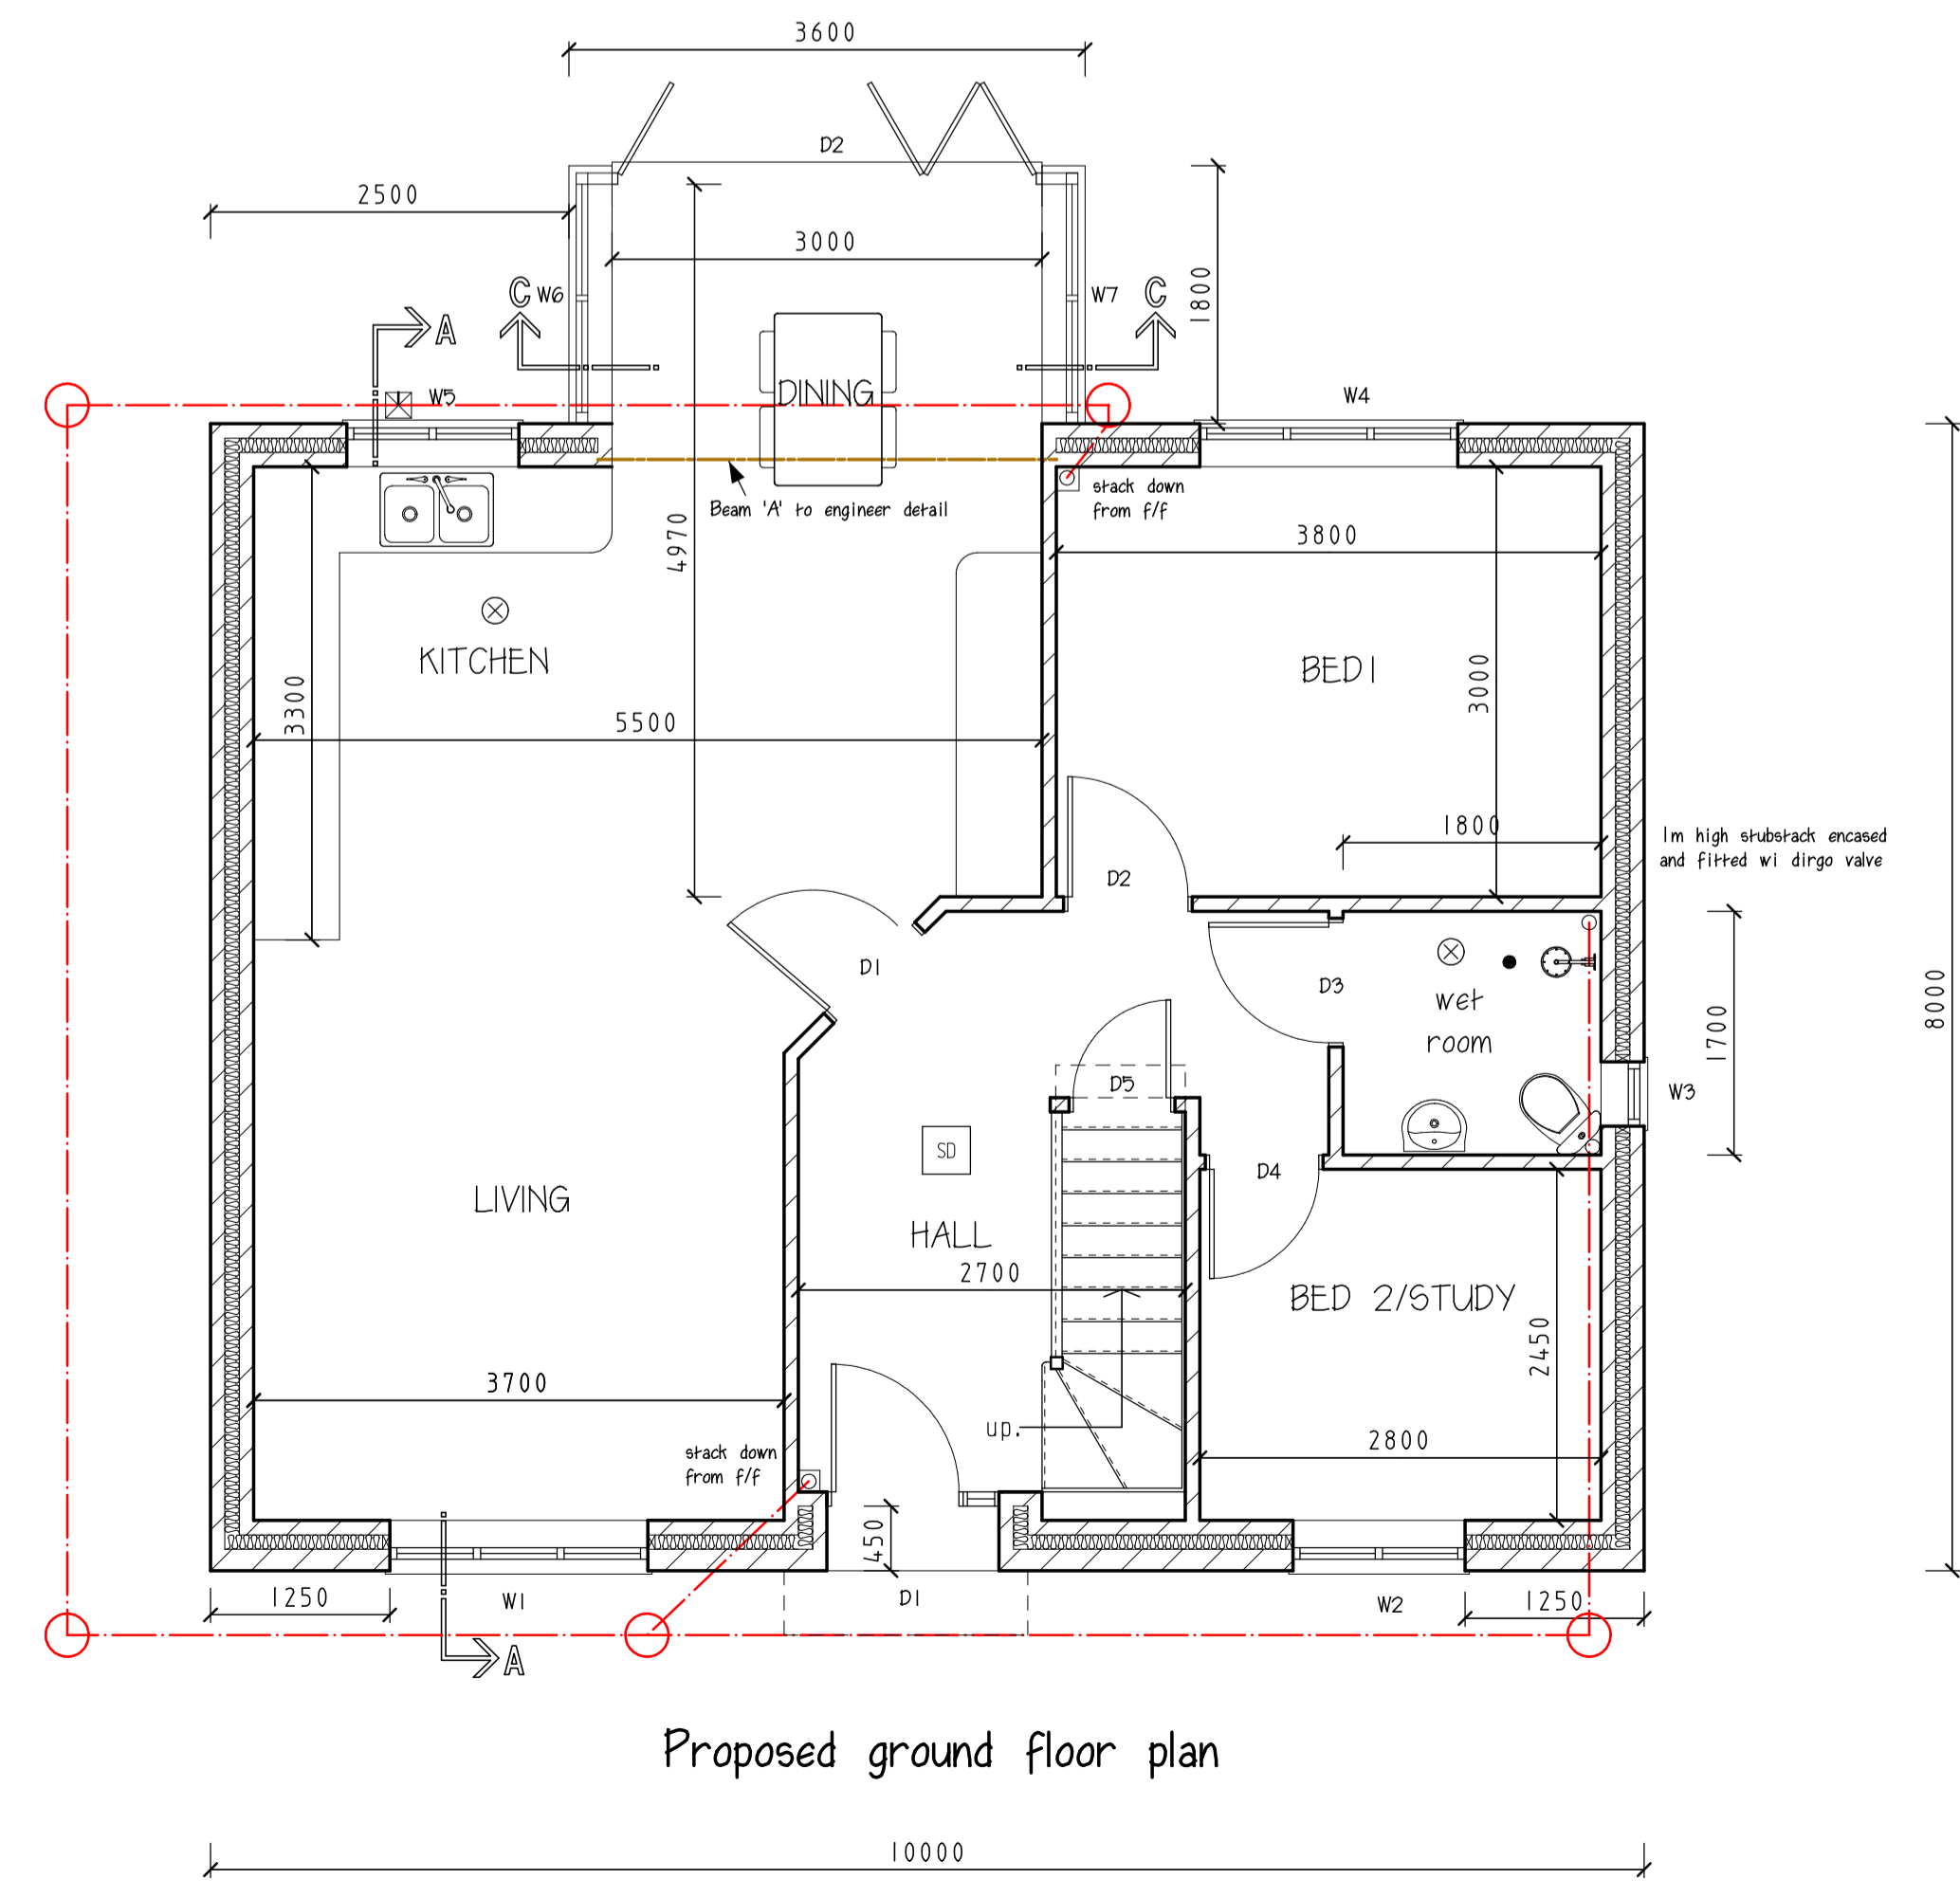 3600
D2
2500
3000
C W6
W7 C
1800
A
W5
DINING
W4
Beam 'A' to engineer detail
stack down
from f/f
4970
3800
KITCHEN
BED1
3300
3000
5500
1800
1m high stubstack encased
and fitted wi dirgo valve
D2
D1
D3
wet
room
1700
8000
D5
W3
SD
D4
LIVING
HALL
2700
BED 2/STUDY
2450
3700
up.
2800
stack down
from f/f
450
1250
W1
D1
W2
1250
A
Proposed ground floor plan
10000